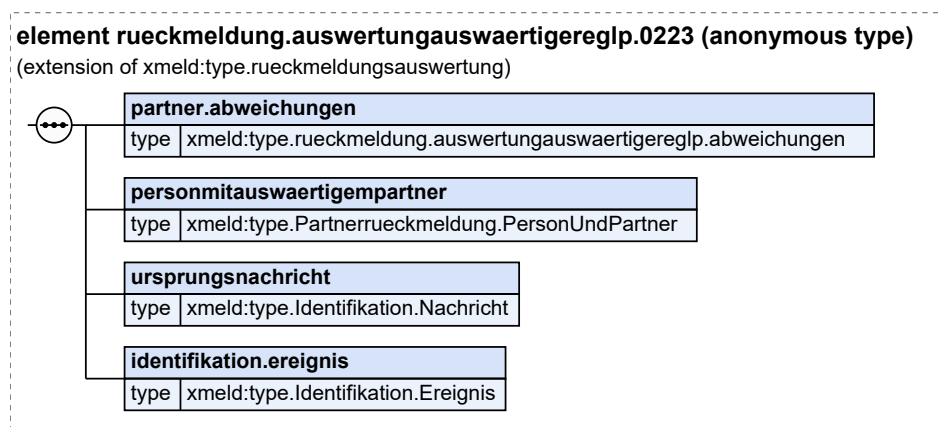 element rueckmeldung.auswertungauswaertigereglp.0223 (anonymous type)
(extension of xmeld:type.rueckmeldungsauswertung)
partner.abweichungen
type xmeld:type.rueckmeldung.auswertungauswaertigereglp.abweichungen
personmitauswaertigempartner
type xmeld:type.Partnerrueckmeldung.PersonUndPartner
ursprungsnachricht
type xmeld:type.Identifikation.Nachricht
identifikation.ereignis
type xmeld:type.Identifikation.Ereignis